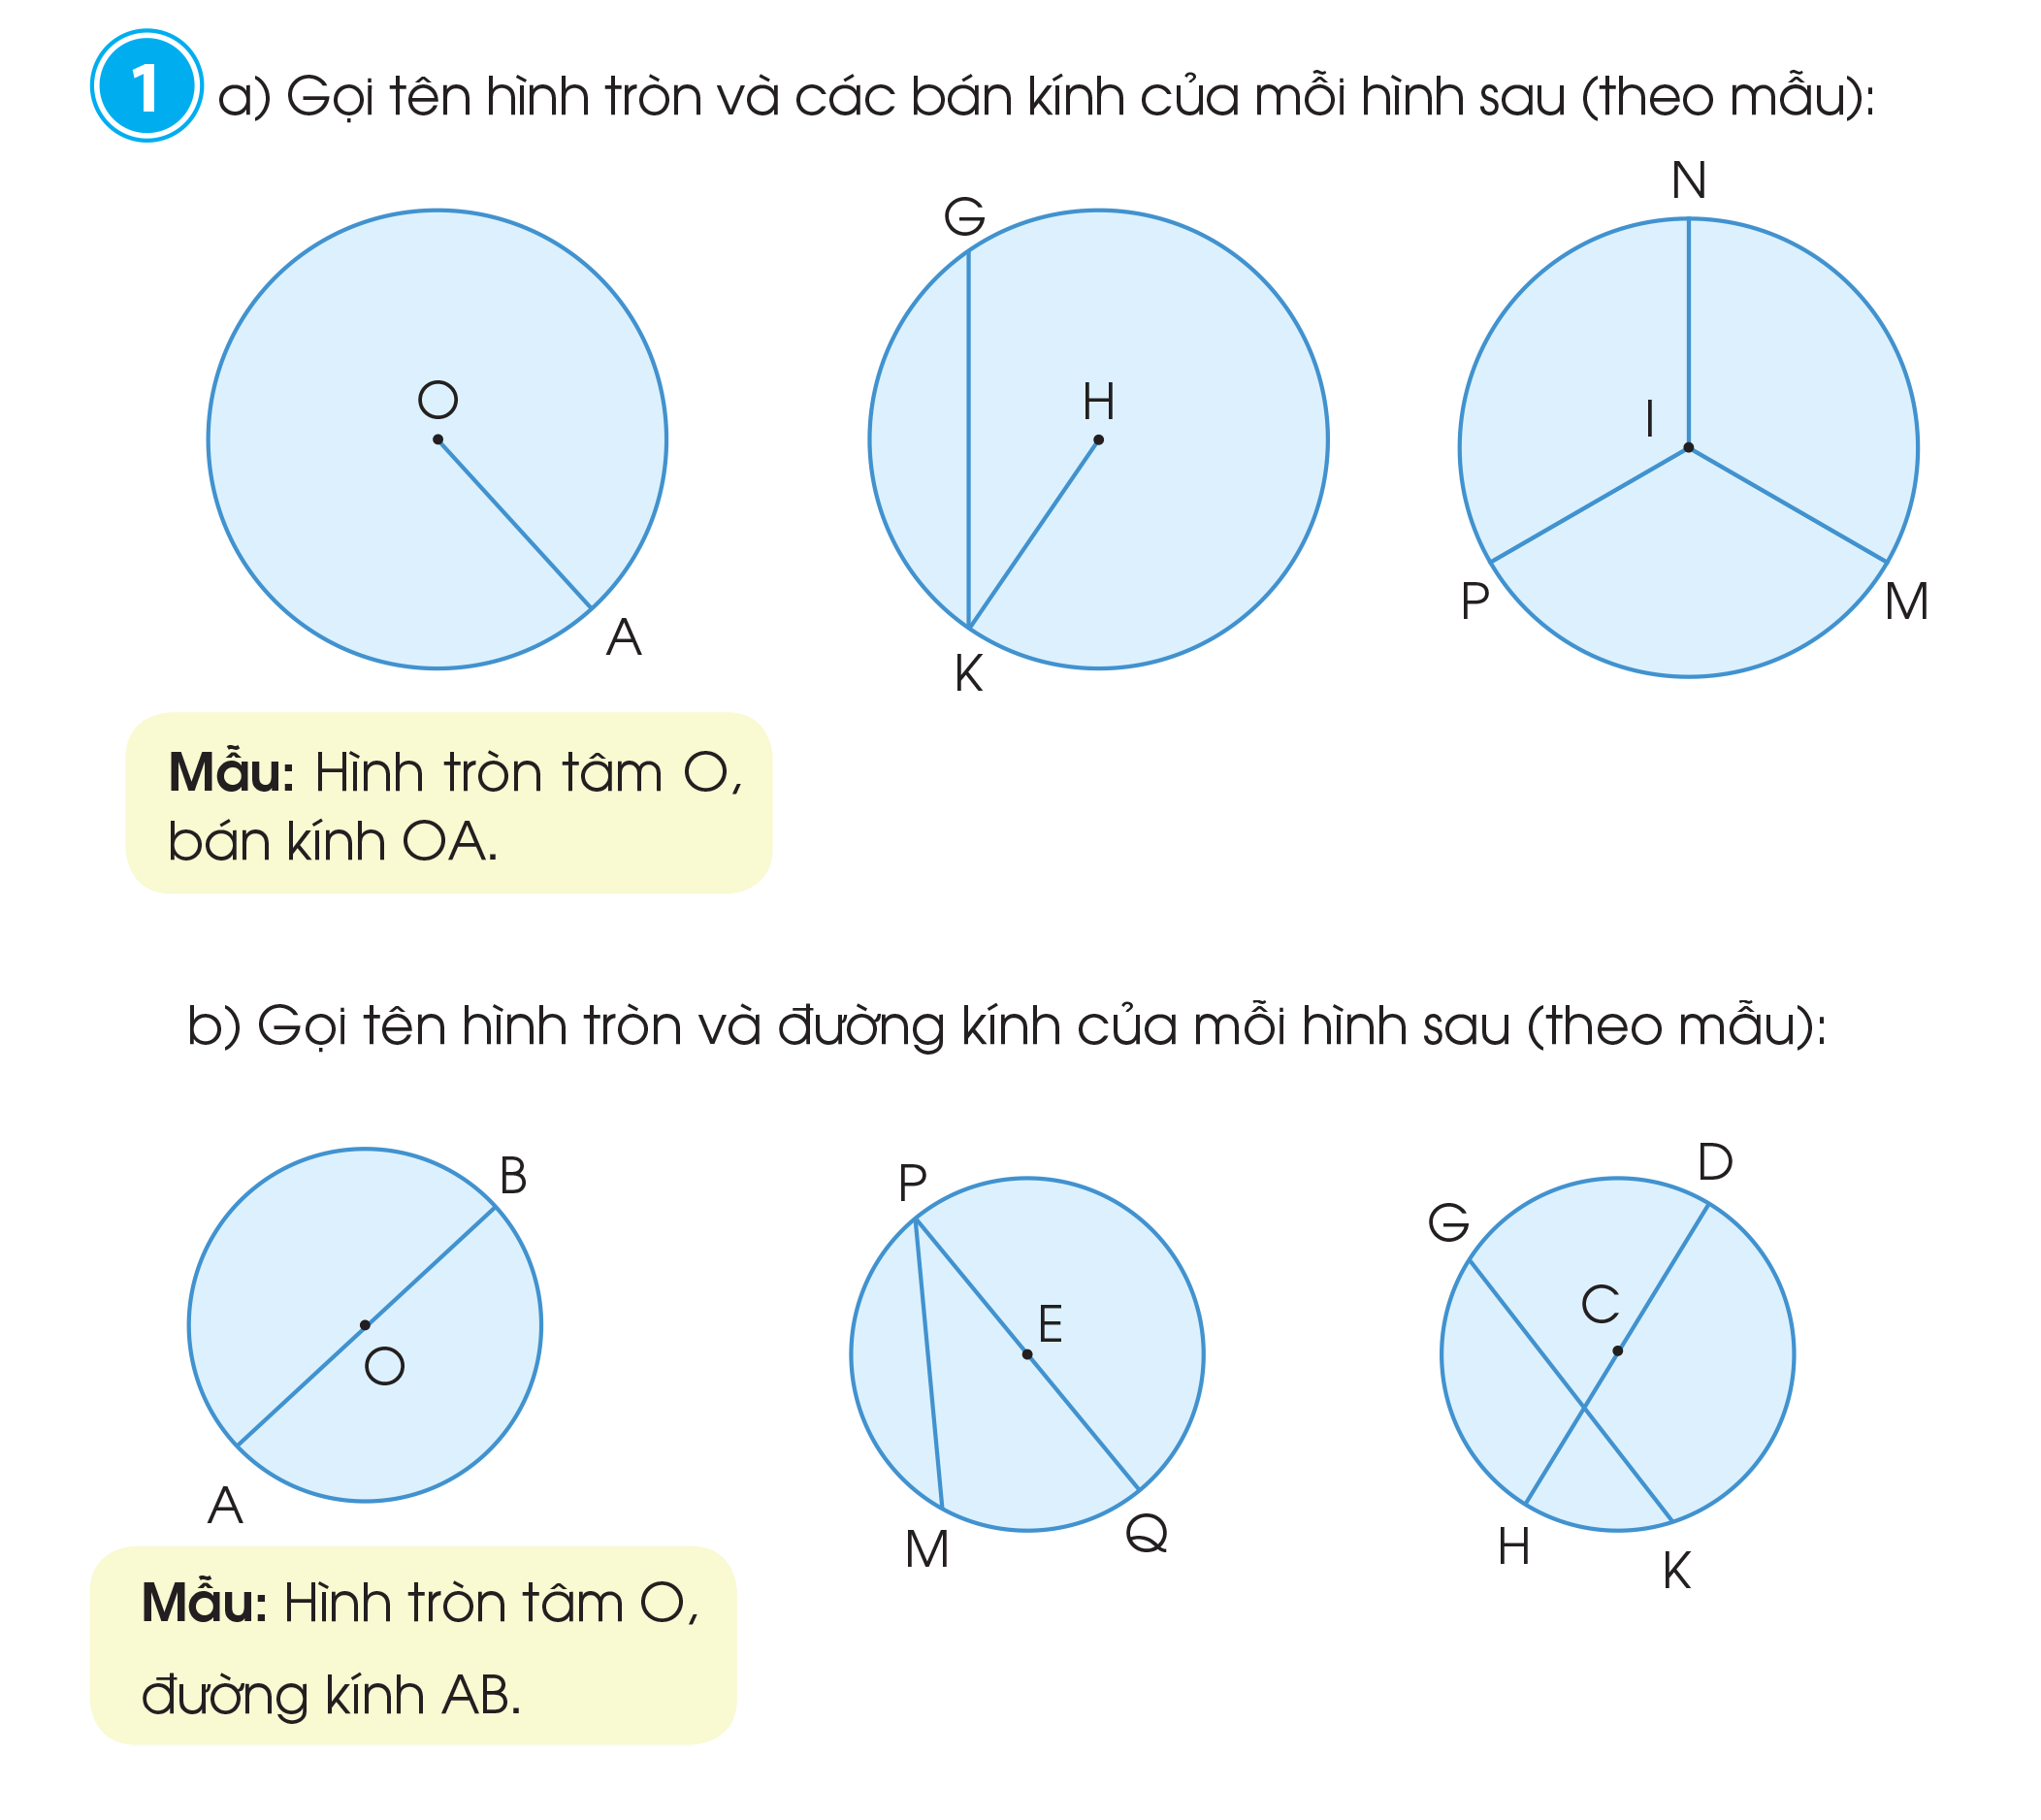 1 a) Gọi tên hình tròn và các bán kính của mỗi hình sau (theo mẫu):
O
A
G
H
K
N
I
P
M
Mẫu: Hình tròn tâm O,
bán kính OA.
b) Gọi tên hình tròn và đường kính của mỗi hình sau (theo mẫu):
B
O
A
P
E
M
Q
D
G
C
H
K
Mẫu: Hình tròn tâm O,
đường kính AB.